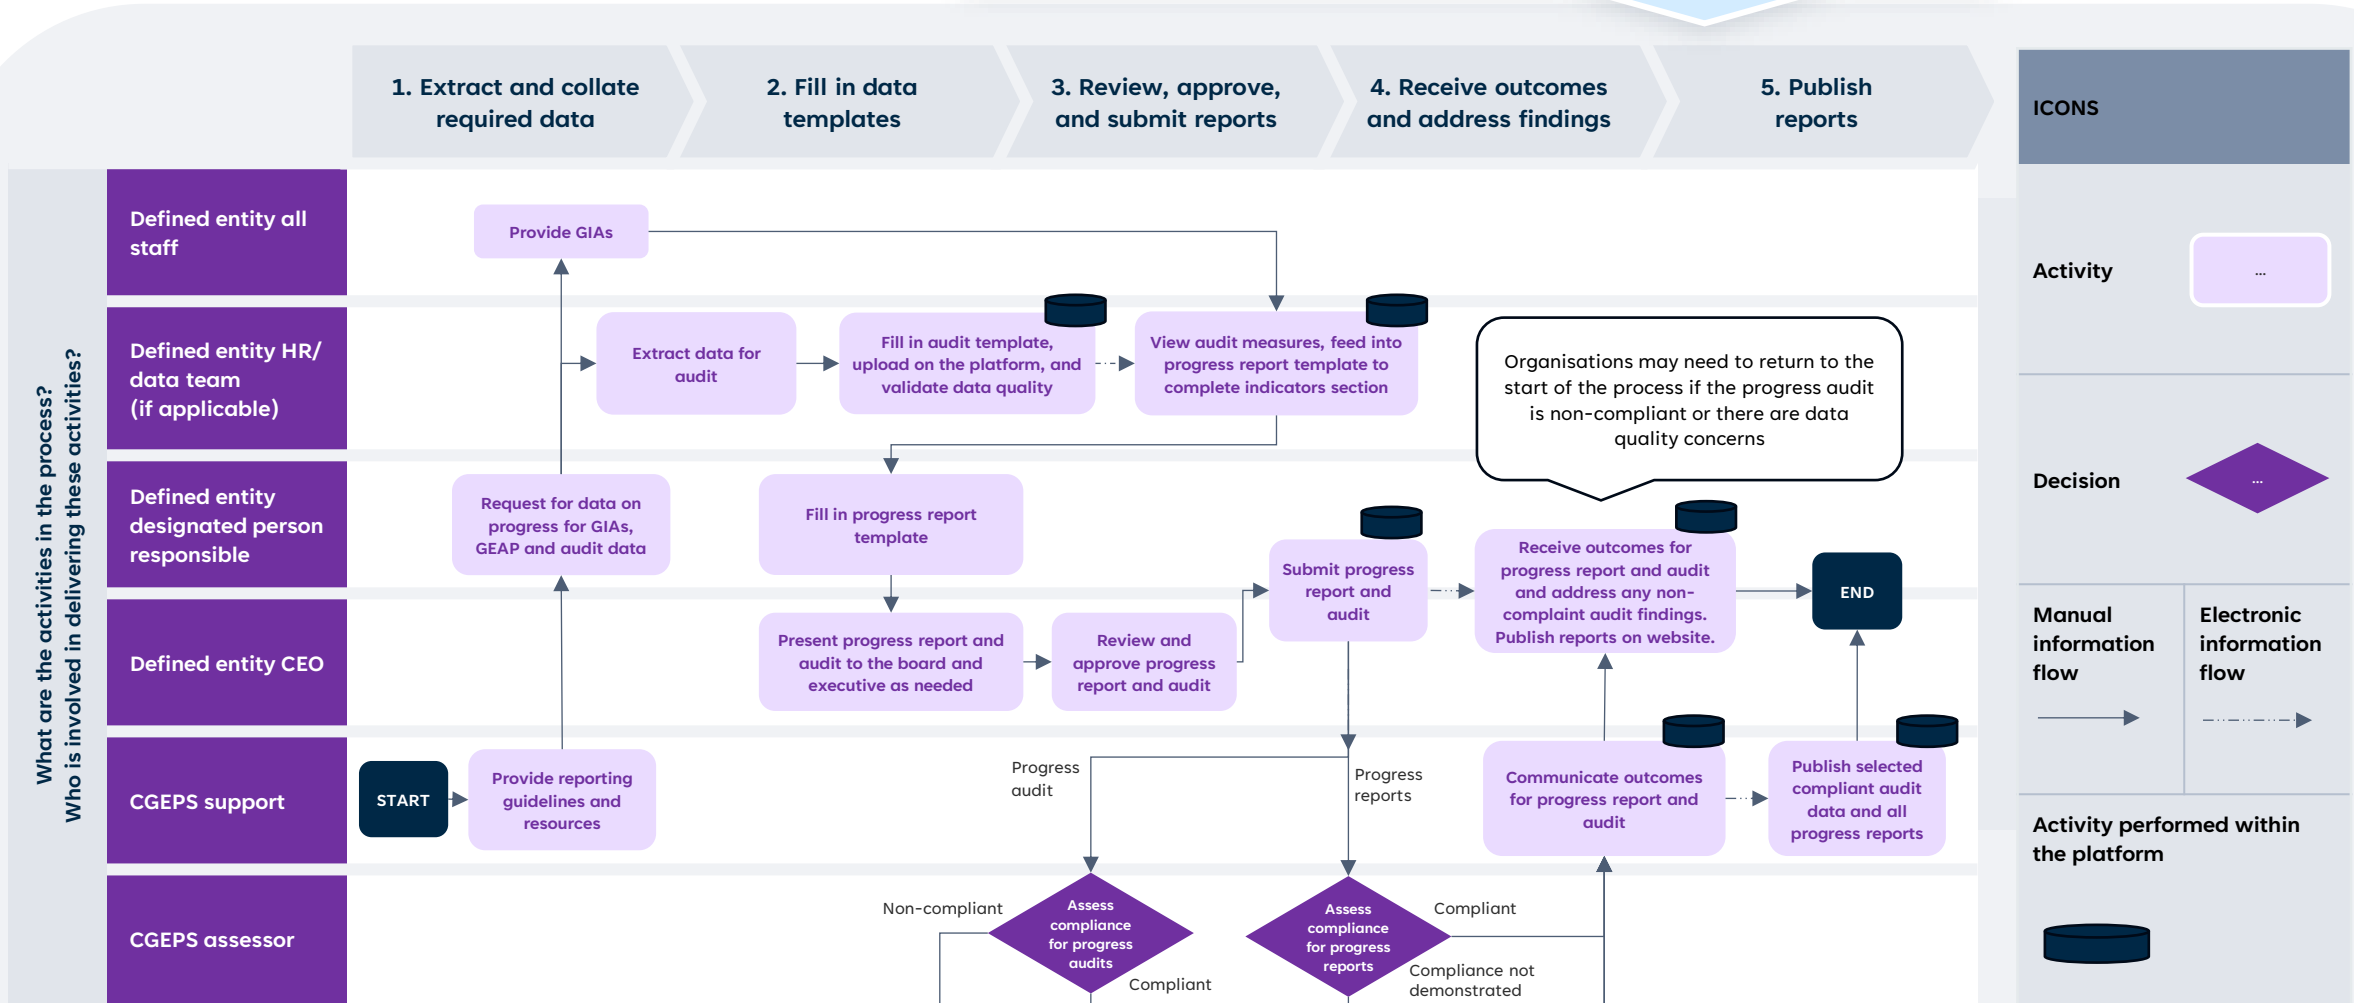 1. Extract and collate
required data
2. Fill in data
templates
3. Review, approve,
and submit reports
4. Receive outcomes
and address findings
5. Publish
reports
ICONS
What are the activities in the process?
Who is involved in delivering these activities?
Defined entity all
staff
Provide GIAs
Activity
...
Defined entity HR/
data team
(if applicable)
Extract data for
audit
Fill in audit template,
upload on the platform, and
validate data quality
View audit measures, feed into
progress report template to
complete indicators section
Organisations may need to return to the
start of the process if the progress audit
is non-compliant or there are data
quality concerns
Decision
...
Defined entity
designated person
responsible
Request for data on
progress for GIAs,
GEAP and audit data
Fill in progress report
template
Submit progress
report and
audit
Receive outcomes for
progress report and audit
and address any non-
complaint audit findings.
Publish reports on website.
END
Manual
information
flow
Electronic
information
flow
Defined entity CEO
Present progress report and
audit to the board and
executive as needed
Review and
approve progress
report and audit
CGEPS support
START
Provide reporting
guidelines and
resources
Progress
audit
Progress
reports
Communicate outcomes
for progress report and
audit
Publish selected
compliant audit
data and all
progress reports
Activity performed within
the platform
CGEPS assessor
Non-compliant
Assess
compliance
for progress
audits
Compliant
Assess
compliance
for progress
reports
Compliant
Compliance not
demonstrated